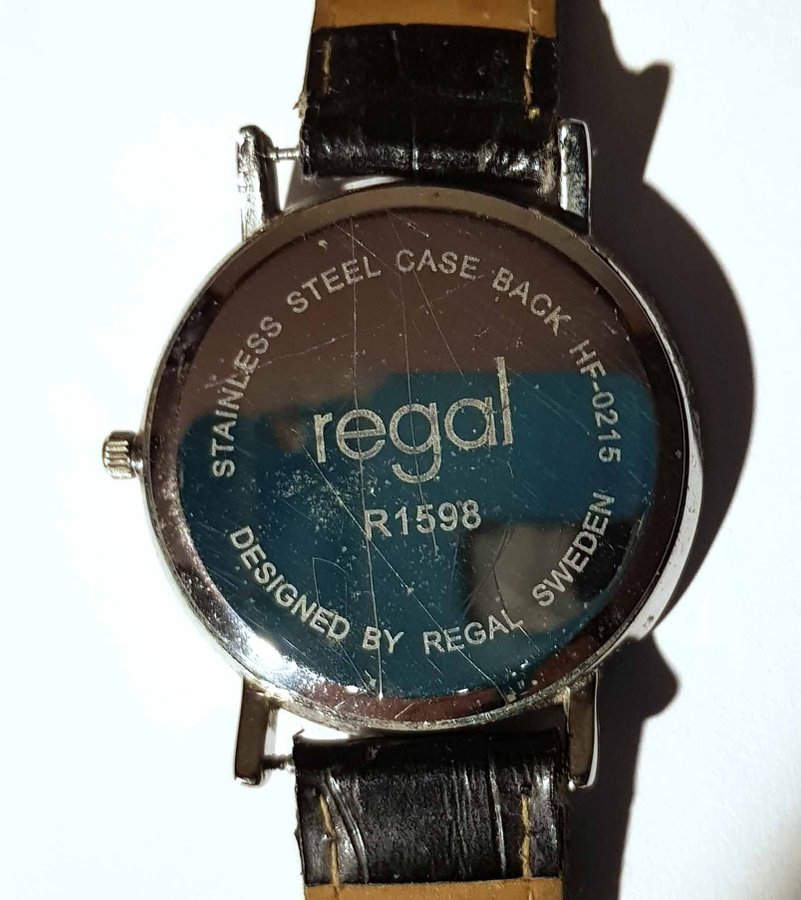 STAINLESS STEEL CASE BACK HF-0215
regal
R1598
DESIGNED BY REGAL SWEDEN